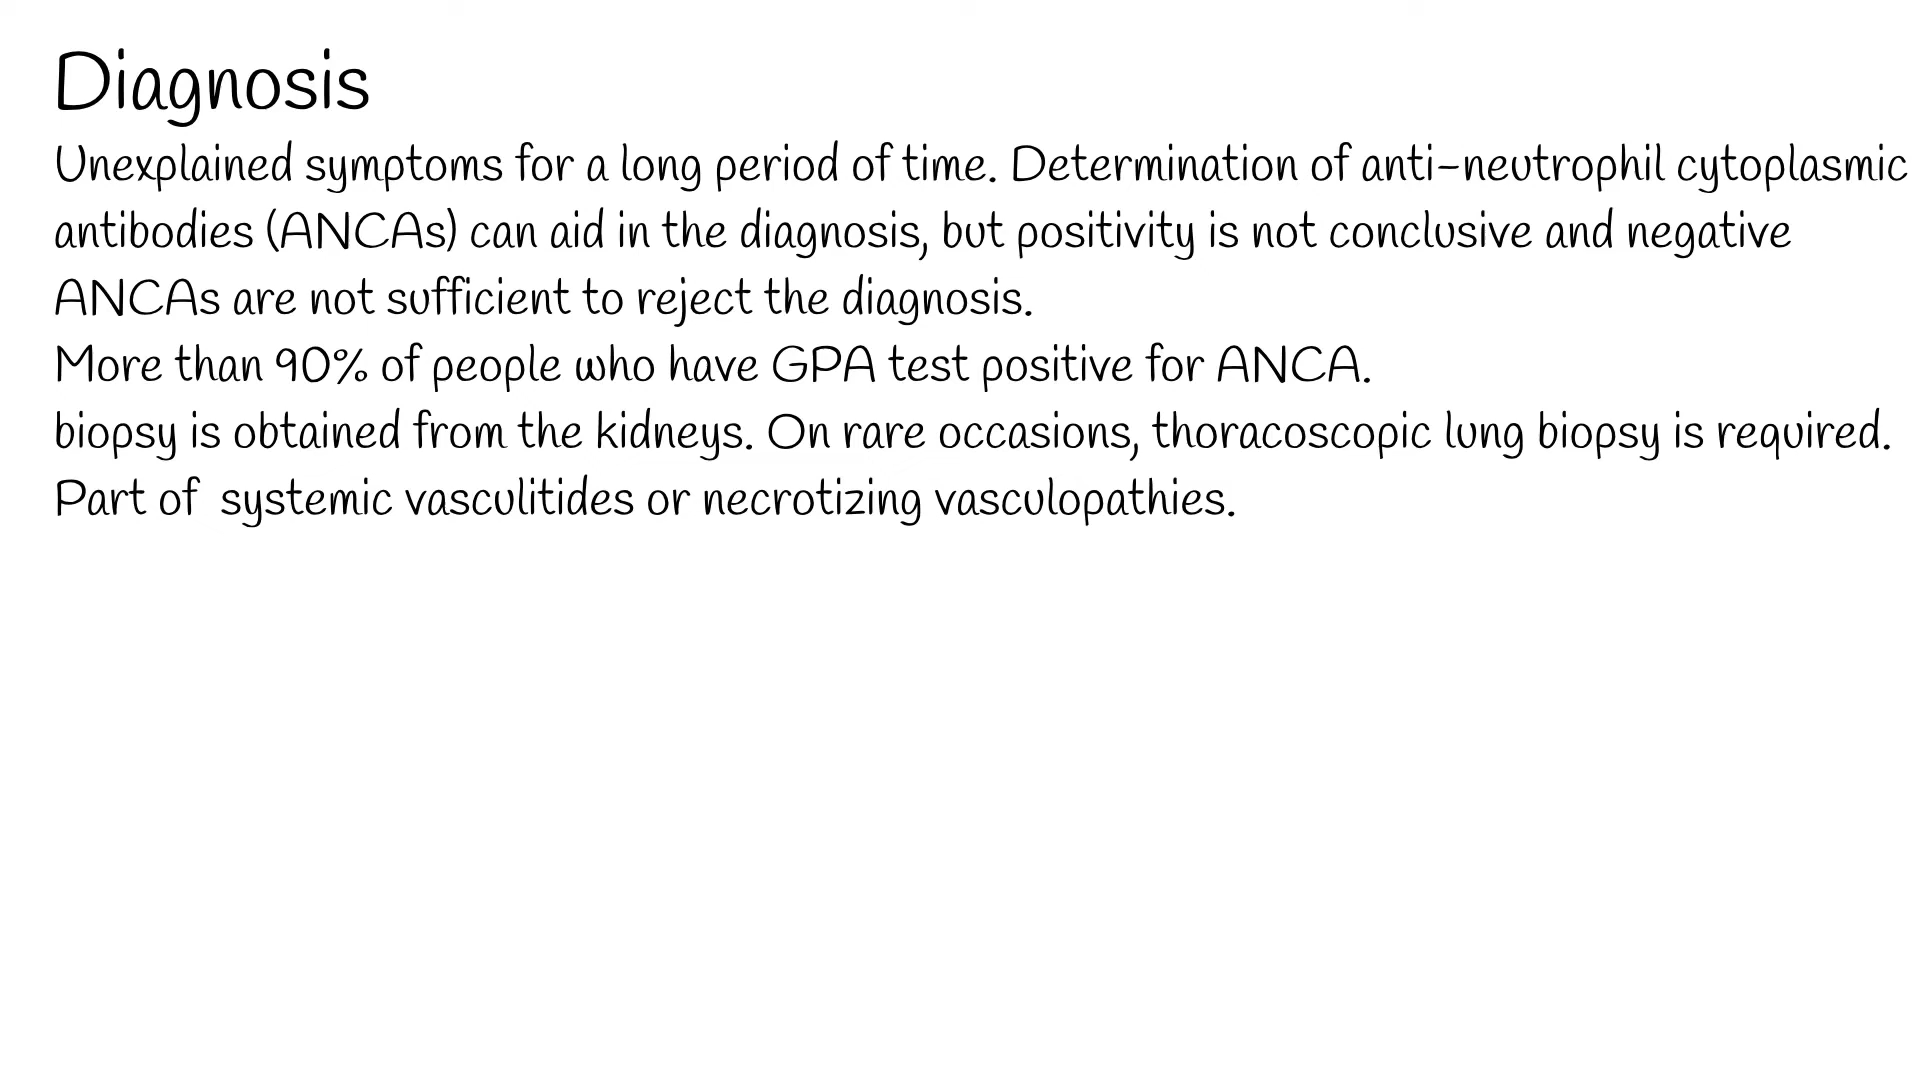 Diagnosis
Unexplained symptoms for a long period of time. Determination of anti-neutrophil cytoplasmic
antibodies (ANCAs) can aid in the diagnosis, but positivity is not conclusive and negative
ANCAs are not sufficient to reject the diagnosis.
More than 90% of people who have GPA test positive for ANCA.
biopsy is obtained from the kidneys. On rare occasions, thoracoscopic lung biopsy is required.
Part of  systemic vasculitides or necrotizing vasculopathies.